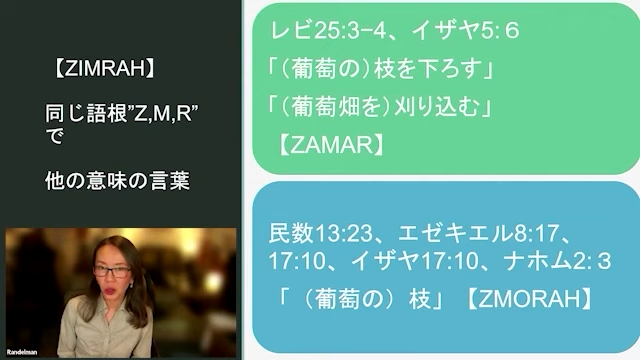 【ZIMRAH】
同じ語根”Z,M,R”
で
他の意味の言葉
レビ25:3-4、イザヤ5:６
「（葡萄の）枝を下ろす」
「（葡萄畑を）刈り込む」
【ZAMAR】
民数13:23、エゼキエル8:17、
17:10、イザヤ17:10、ナホム2:３
「（葡萄の）枝」【ZMORAH】
Randelman